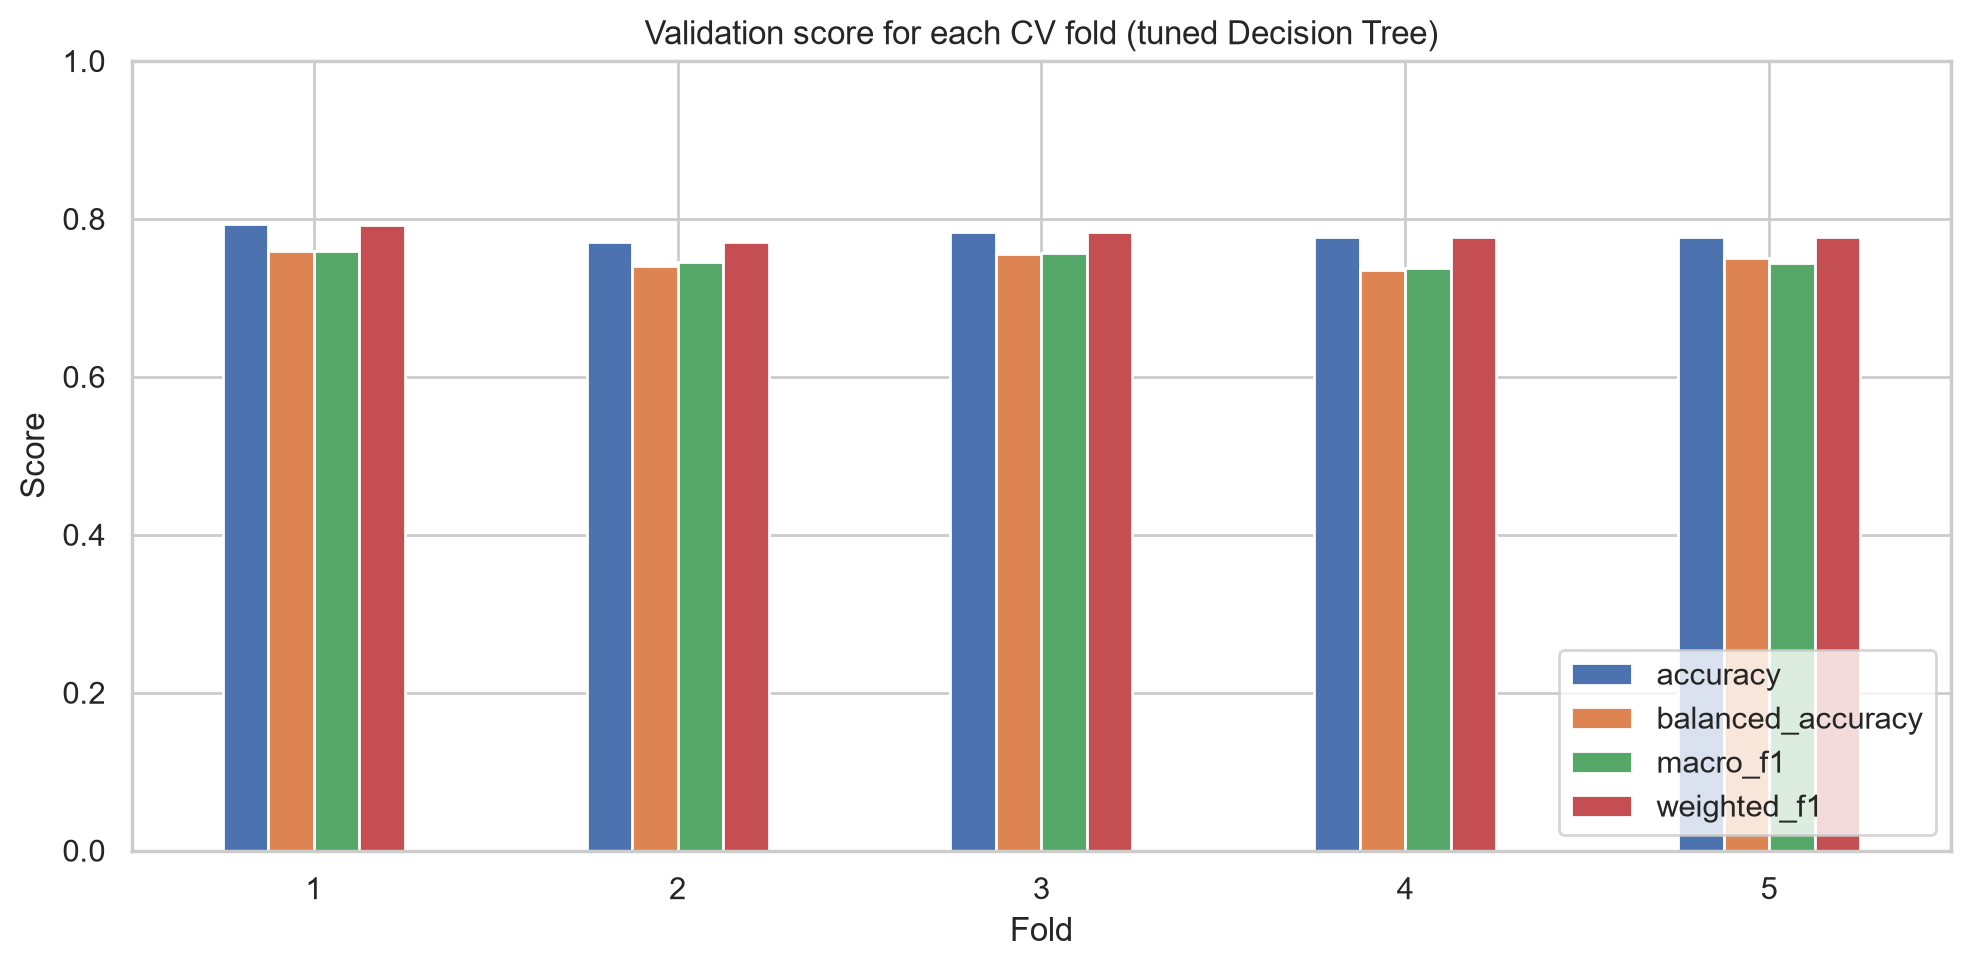 Validation score for each CV fold (tuned Decision Tree)
1.0
0.8
0.6
0.4
0.2
0.0
Score
accuracy
balanced_accuracy
macro_f1
weighted_f1
1 2 3 4 5
Fold